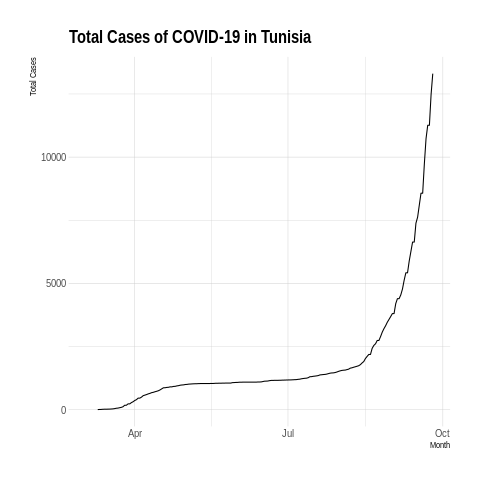 Total Cases of COVID-19 in Tunisia
Total Cases
10000
5000
0
Apr Jul Oct
Month